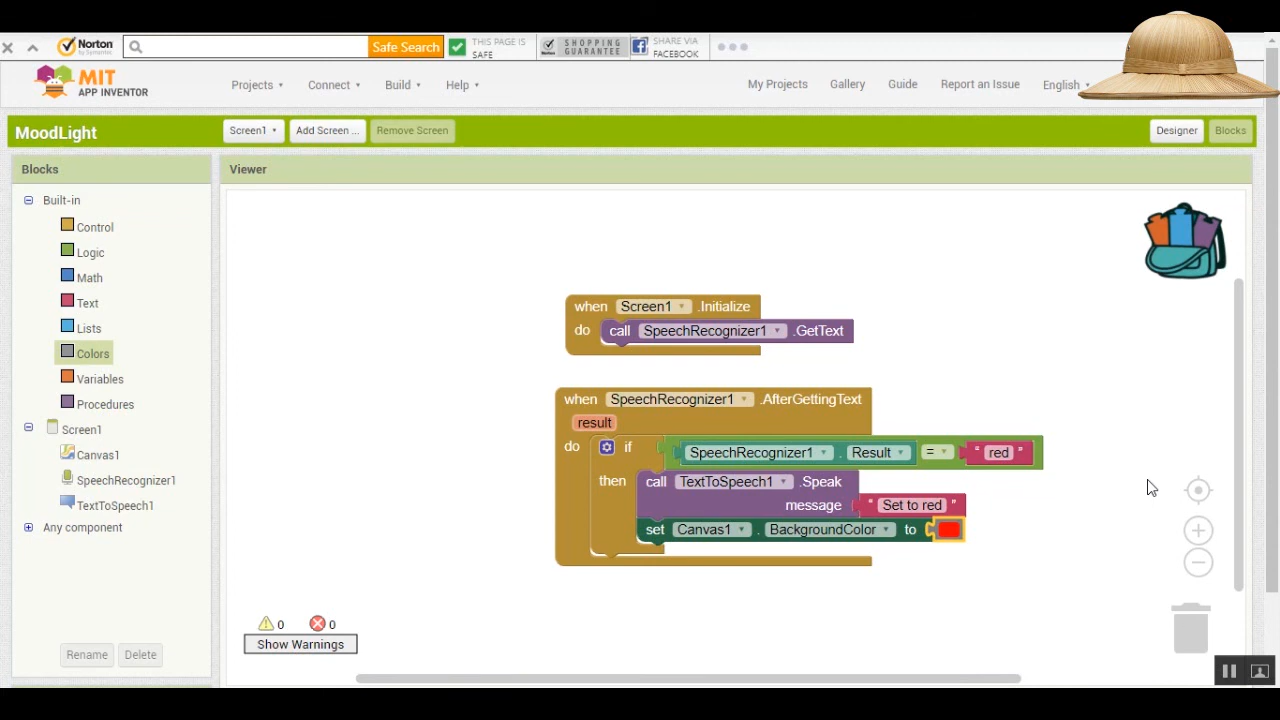 Norton
by Symantec
Safe Search
THIS PAGE IS
SAFE
SHOPPING
GUARANTEE
SHARE VIA
FACEBOOK
MIT
APP INVENTOR
Projects
Connect
Build
Help
My Projects
Gallery
Guide
Report an Issue
English
MoodLight
Screen1
Add Screen ...
Remove Screen
Designer
Blocks
Blocks
Viewer
Built-in
Control
Logic
Math
Text
Lists
Colors
Variables
Procedures
Screen1
Canvas1
SpeechRecognizer1
TextToSpeech1
Any component
Rename
Delete
when Screen1 .Initialize
do call SpeechRecognizer1 .GetText
when SpeechRecognizer1 .AfterGettingText
result
do if SpeechRecognizer1 . Result = " red "
then call TextToSpeech1 .Speak
message " Set to red "
set Canvas1 . BackgroundColor to
0 0
Show Warnings